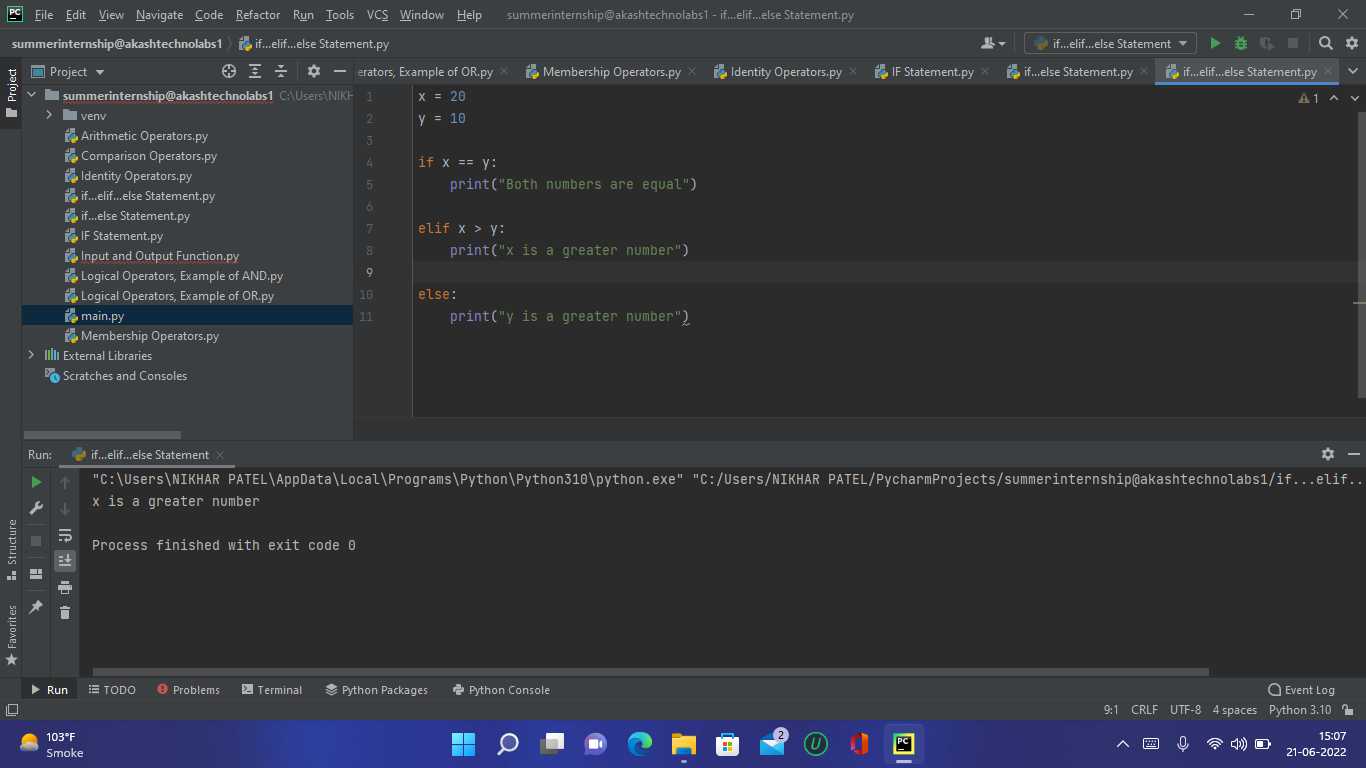 PC File Edit View Navigate Code Refactor Run Tools VCS Window Help summerinternship@akashtechnolabs1 - if...elif...else Statement.py
summerinternship@akashtechnolabs1 if...elif...else Statement.py if...elif...else Statement
Project Project erators, Example of OR.py Membership Operators.py Identity Operators.py IF Statement.py if...else Statement.py if...elif...else Statement.py
summerinternship@akashtechnolabs1 C:\Users\NIKHA
venv
Arithmetic Operators.py
Comparison Operators.py
Identity Operators.py
if...elif...else Statement.py
if...else Statement.py
IF Statement.py
Input and Output Function.py
Logical Operators, Example of AND.py
Logical Operators, Example of OR.py
main.py
Membership Operators.py
External Libraries
Scratches and Consoles
1 x = 20 1
2 y = 10
3
4 if x == y:
5 print("Both numbers are equal")
6
7 elif x > y:
8 print("x is a greater number")
9
10 else:
11 print("y is a greater number")
Run: if...elif...else Statement
"C:\Users\NIKHAR PATEL\AppData\Local\Programs\Python\Python310\python.exe" "C:/Users/NIKHAR PATEL/PycharmProjects/summerinternship@akashtechnolabs1/if...elif..
x is a greater number
Process finished with exit code 0
Structure
Favorites
Run TODO Problems Terminal Python Packages Python Console Event Log
9:1 CRLF UTF-8 4 spaces Python 3.10
103°F
Smoke
2
PC
15:07
21-06-2022